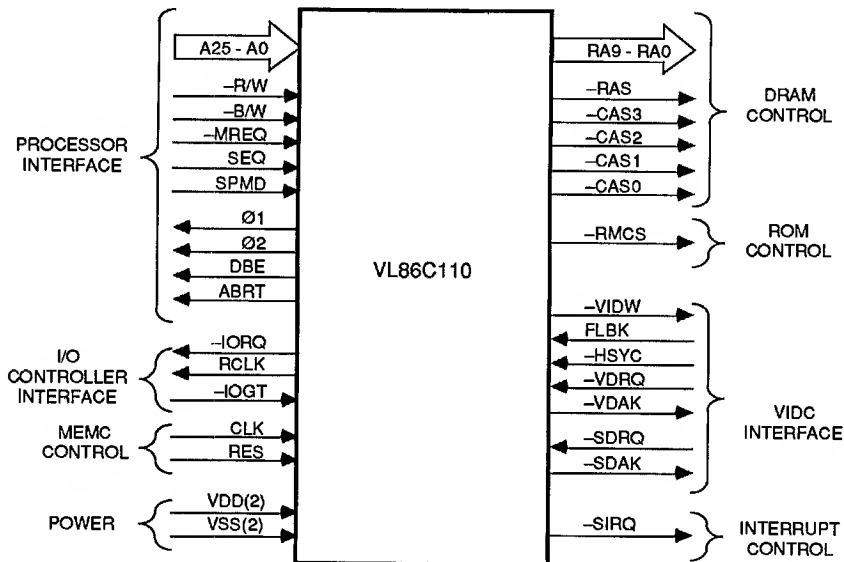 PROCESSOR
INTERFACE
A25 - A0
–R/W
–B/W
–MREQ
SEQ
SPMD
Ø1
Ø2
DBE
ABRT
I/O
CONTROLLER
INTERFACE
–IORQ
RCLK
–IOGT
MEMC
CONTROL
CLK
RES
POWER
VDD(2)
VSS(2)
VL86C110
RA9 - RA0
–RAS
–CAS3
–CAS2
–CAS1
–CAS0
DRAM
CONTROL
–RMCS
ROM
CONTROL
–VIDW
FLBK
–HSYC
–VDRQ
–VDAK
–SDRQ
–SDAK
VIDC
INTERFACE
–SIRQ
INTERRUPT
CONTROL